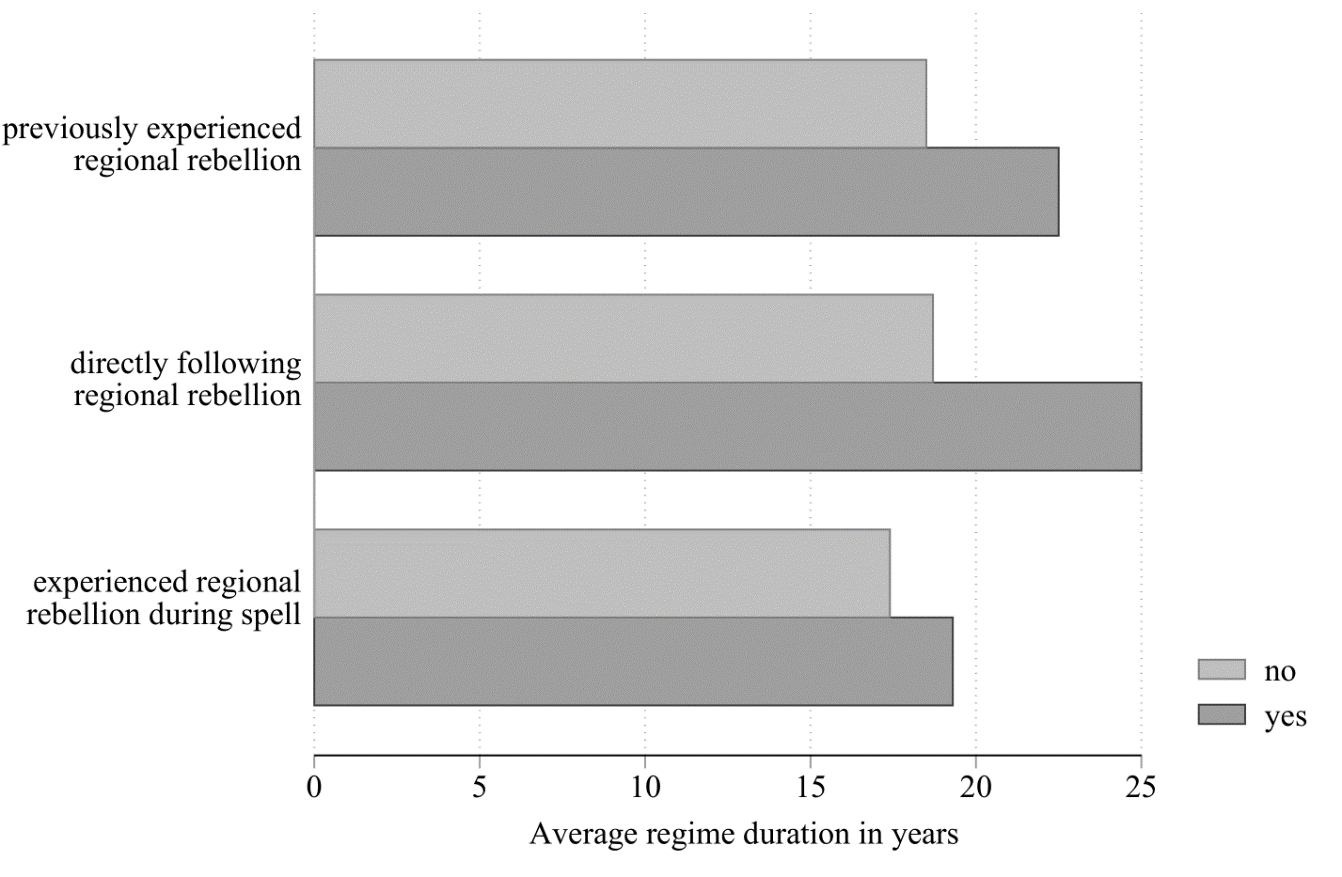 previously experienced
regional rebellion
directly following
regional rebellion
experienced regional
rebellion during spell
no
yes
0 5 10 15 20 25
Average regime duration in years